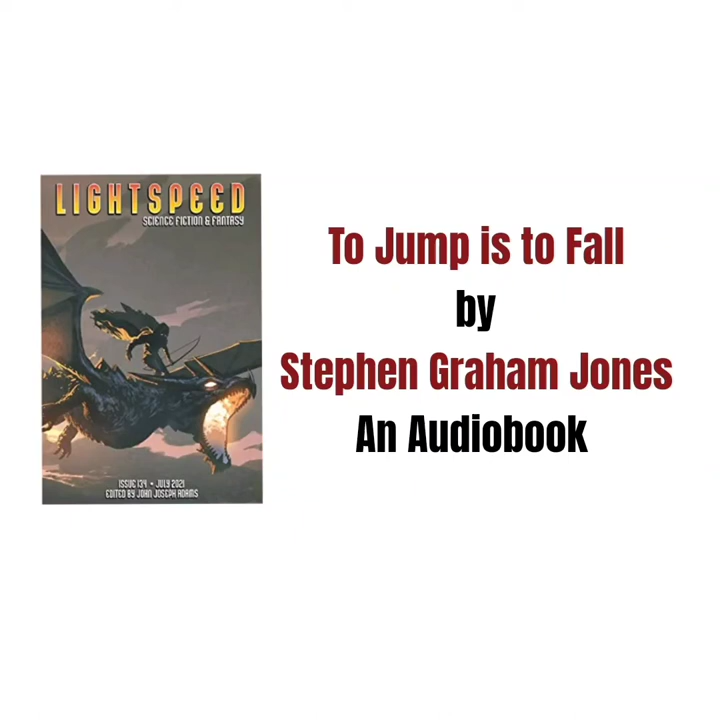 LIGHTSPEED
SCIENCE FICTION & FANTASY
ISSUE 134 • JULY 2021
EDITED BY JOHN JOSEPH ADAMS
To Jump is to Fall
by
Stephen Graham Jones
An Audiobook